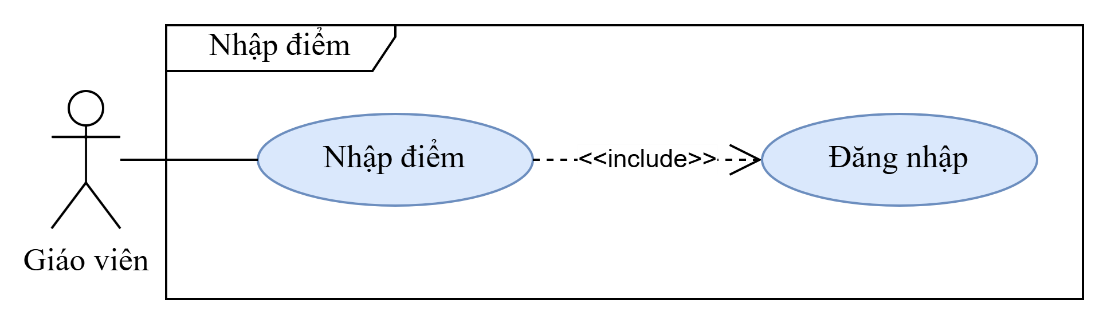 Nhập điểm
Nhập điểm
<<include>>
Đăng nhập
Giáo viên